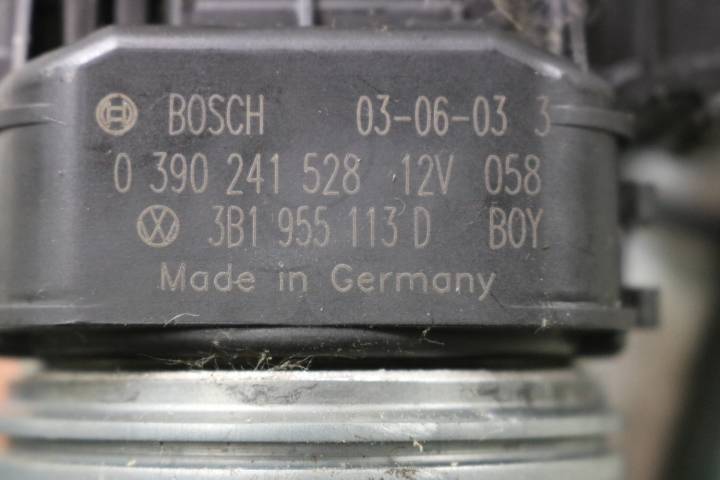 BOSCH 03-06-03 3
0 390 241 528 12V 058
3B1 955 113 D BOY
Made in Germany